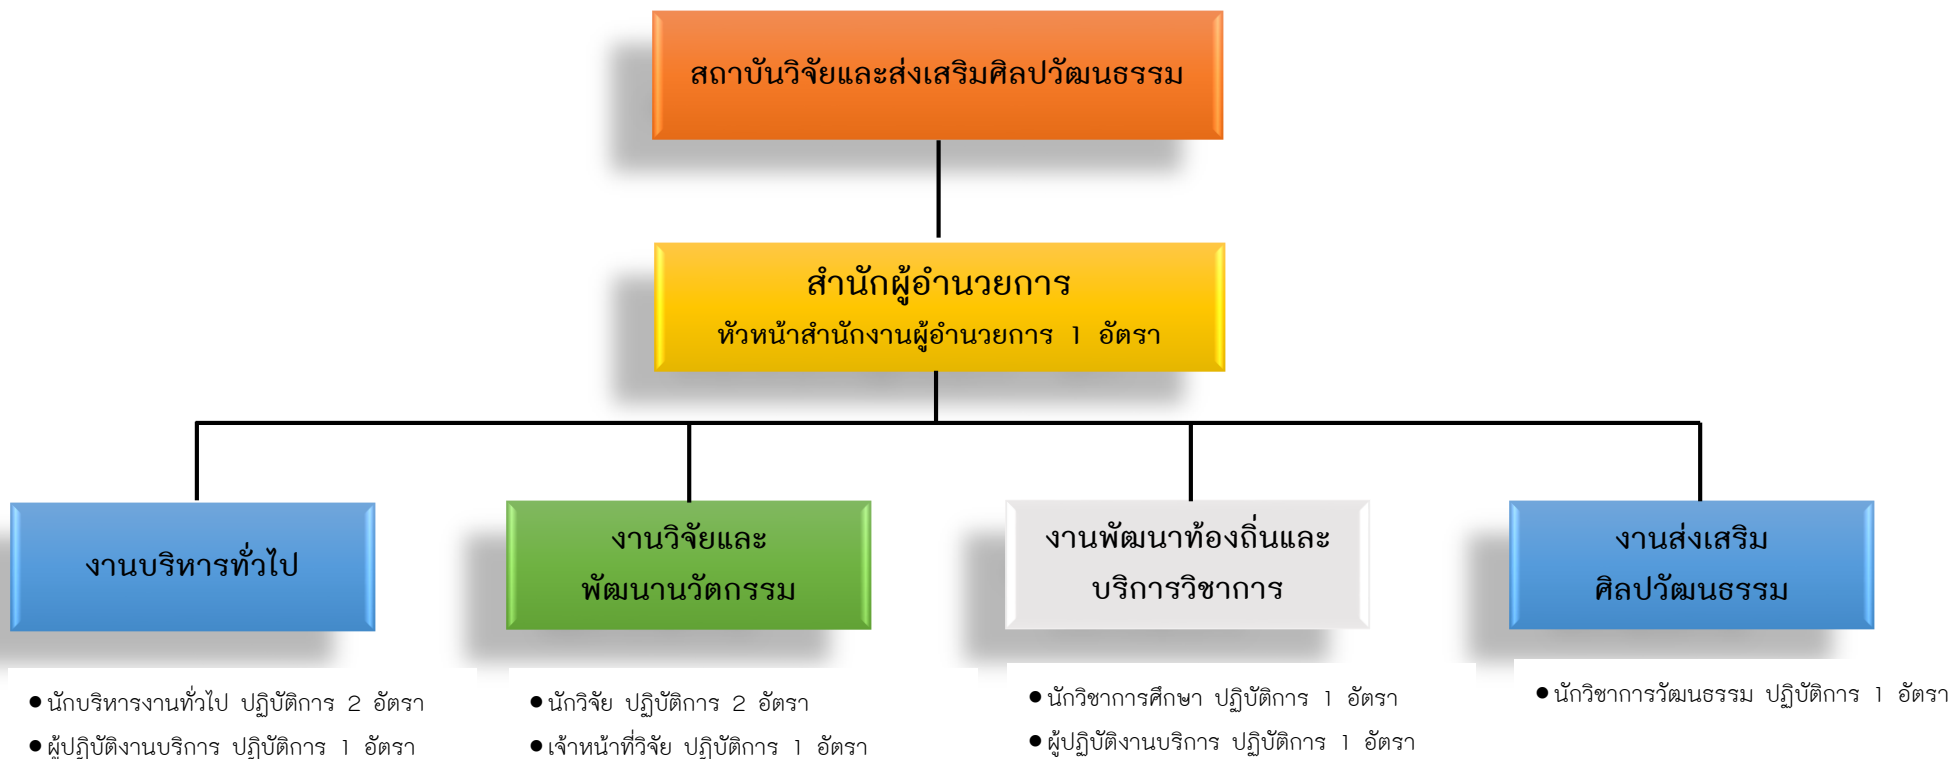 สถาบันวิจัยและส่งเสริมศิลปวัฒนธรรม
สำนักผู้อำนวยการ
หัวหน้าสำนักงานผู้อำนวยการ 1 อัตรา
งานบริหารทั่วไป
งานวิจัยและ
พัฒนานวัตกรรม
งานพัฒนาท้องถิ่นและ
บริการวิชาการ
งานส่งเสริม
ศิลปวัฒนธรรม
● นักบริหารงานทั่วไป ปฏิบัติการ 2 อัตรา
● ผู้ปฏิบัติงานบริการ ปฏิบัติการ 1 อัตรา
● นักวิจัย ปฏิบัติการ 2 อัตรา
● เจ้าหน้าที่วิจัย ปฏิบัติการ 1 อัตรา
● นักวิชาการศึกษา ปฏิบัติการ 1 อัตรา
● ผู้ปฏิบัติงานบริการ ปฏิบัติการ 1 อัตรา
● นักวิชาการวัฒนธรรม ปฏิบัติการ 1 อัตรา